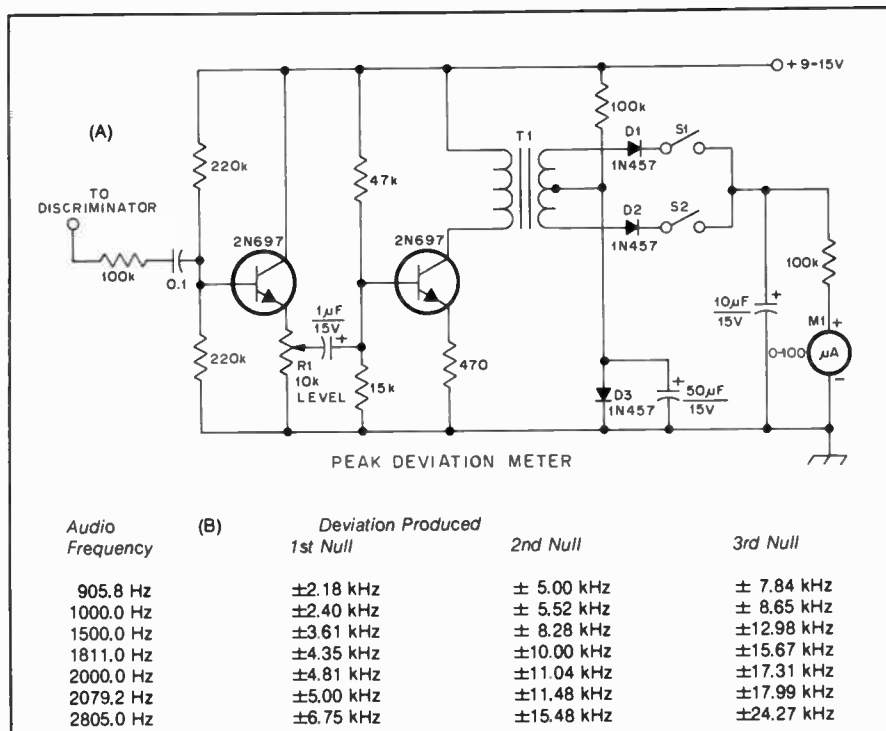 +9-15V
(A)
100k
T1
D1
S1
1N457
220k
47k
TO
DISCRIMINATOR
2N697
2N697
D2
S2
1N457
100k
0.1
1µF
15V
100k
10µF
15V
M1
+
0-100
µA
-
220k
R1
10k
LEVEL
15k
470
D3
1N457
50µF
15V
PEAK DEVIATION METER
Audio (B) Deviation Produced
Frequency 1st Null 2nd Null 3rd Null
905.8 Hz ±2.18 kHz ± 5.00 kHz ± 7.84 kHz
1000.0 Hz ±2.40 kHz ± 5.52 kHz ± 8.65 kHz
1500.0 Hz ±3.61 kHz ± 8.28 kHz ±12.98 kHz
1811.0 Hz ±4.35 kHz ±10.00 kHz ±15.67 kHz
2000.0 Hz ±4.81 kHz ±11.04 kHz ±17.31 kHz
2079.2 Hz ±5.00 kHz ±11.48 kHz ±17.99 kHz
2805.0 Hz ±6.75 kHz ±15.48 kHz ±24.27 kHz